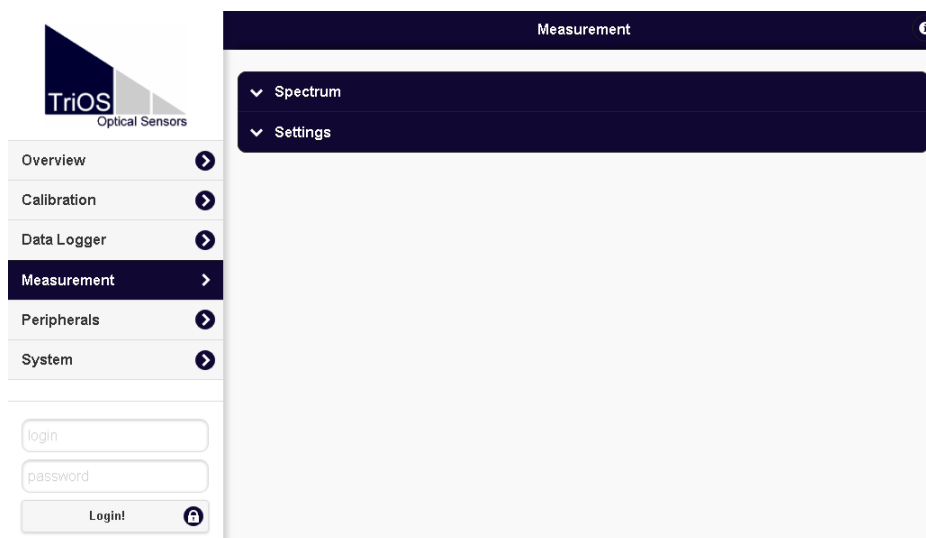 TriOS
Optical Sensors
Overview
Calibration
Data Logger
Measurement
Peripherals
System
login
password
Login!
Measurement
Spectrum
Settings